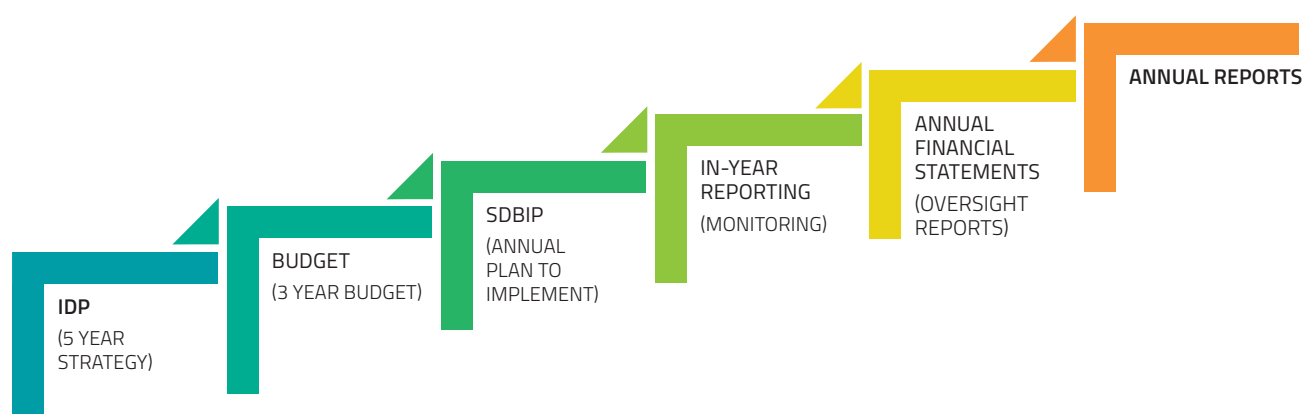 IDP
(5 YEAR
STRATEGY)
BUDGET
(3 YEAR BUDGET)
SDBIP
(ANNUAL
PLAN TO
IMPLEMENT)
IN-YEAR
REPORTING
(MONITORING)
ANNUAL
FINANCIAL
STATEMENTS
(OVERSIGHT
REPORTS)
ANNUAL REPORTS